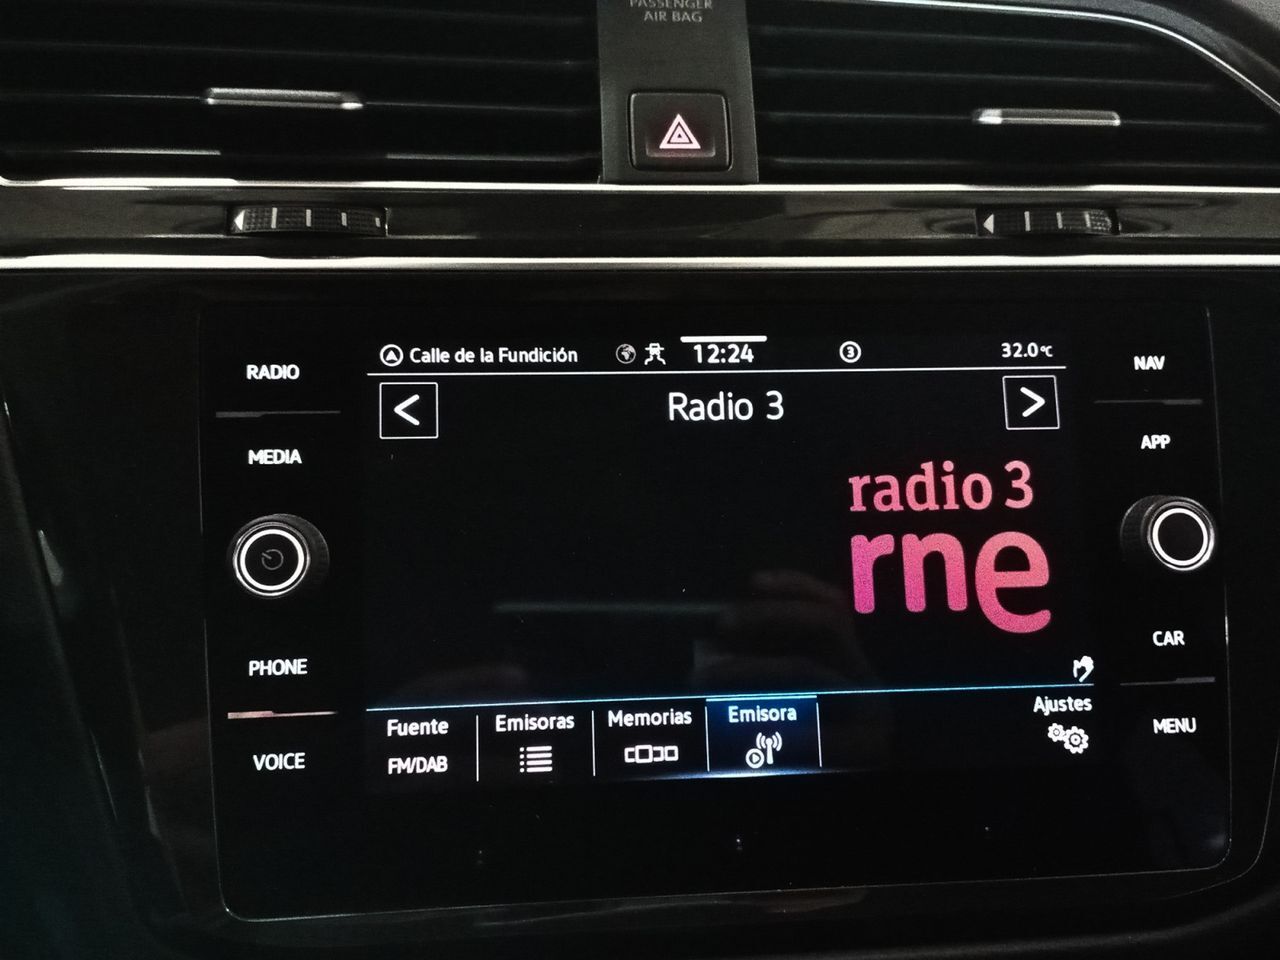 PASSENGER
AIR BAG
RADIO
MEDIA
PHONE
VOICE
Calle de la Fundición
12:24
3
32.0°C
<
Radio 3
>
radio 3
rne
Fuente
FM/DAB
Emisoras
Memorias
Emisora
Ajustes
NAV
APP
CAR
MENU